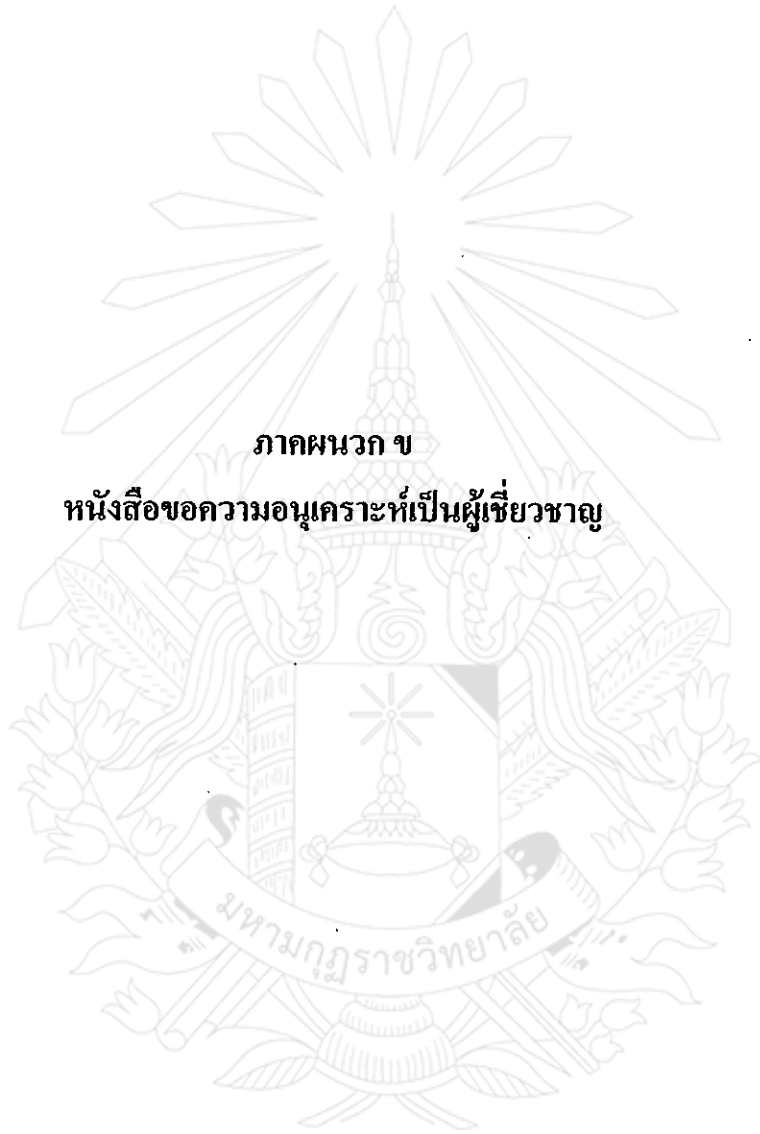 ภาคผนวก ข
หนังสือขอความอนุเคราะห์เป็นผู้เชี่ยวชาญ
มหามกุฏราชวิทยาลัย